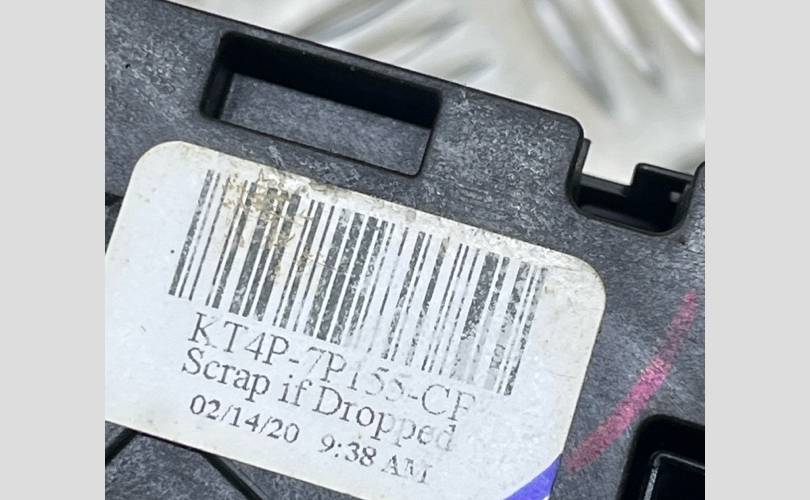 KT4P-7P155-CF
Scrap if Dropped
02/14/20 9:38 AM